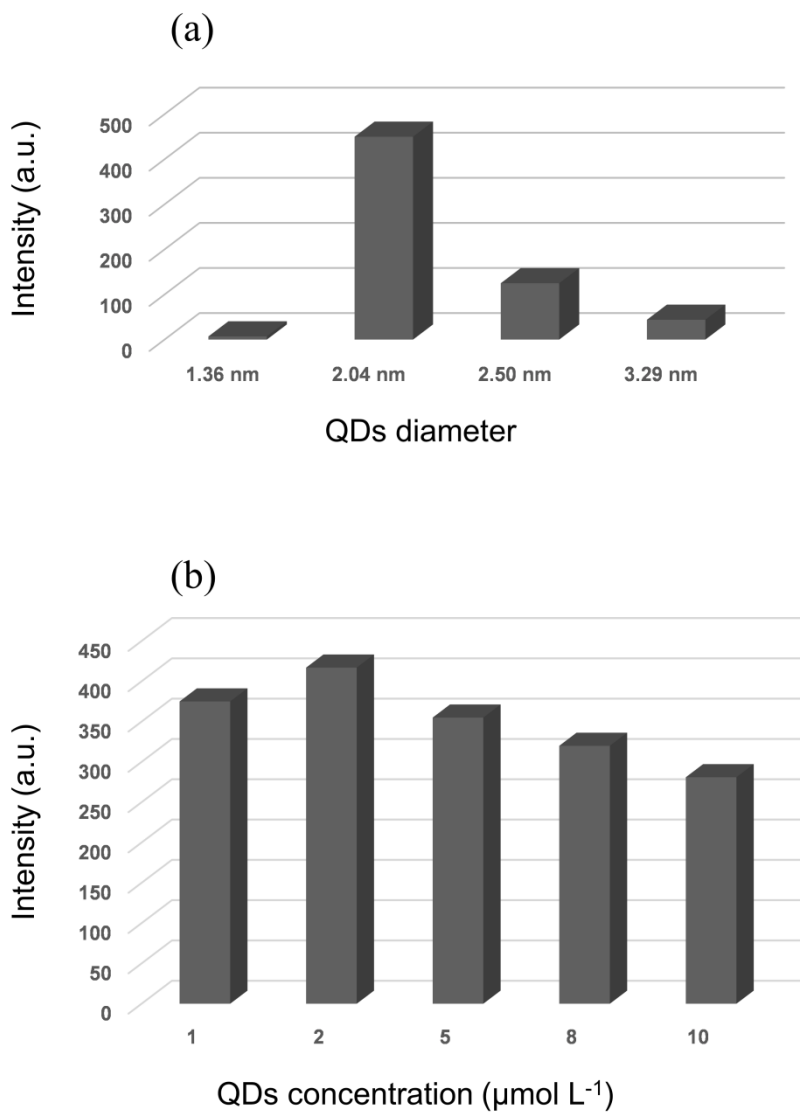 (a)
Intensity (a.u.)
500
400
300
200
100
0
1.36 nm 2.04 nm 2.50 nm 3.29 nm
QDs diameter
(b)
Intensity (a.u.)
450
400
350
300
250
200
150
100
50
0
1 2 5 8 10
QDs concentration (µmol L⁻¹)